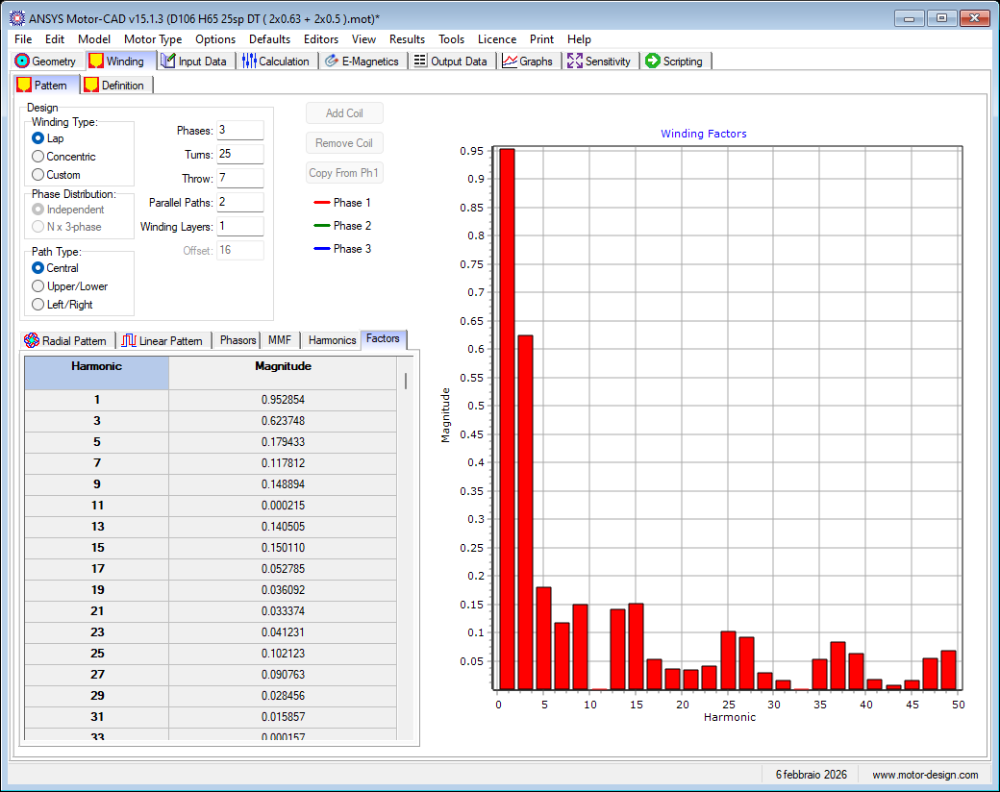 ANSYS Motor-CAD v15.1.3 (D106 H65 25sp DT ( 2x0.63 + 2x0.5 ).mot)*
File Edit Model Motor Type Options Defaults Editors View Results Tools Licence Print Help
Geometry Winding Input Data Calculation E-Magnetics Output Data Graphs Sensitivity Scripting
Pattern Definition
Design
Winding Type:
Lap
Concentric
Custom
Phase Distribution:
Independent
N x 3-phase
Path Type:
Central
Upper/Lower
Left/Right
Phases: 3
Turns: 25
Throw: 7
Parallel Paths: 2
Winding Layers: 1
Offset: 16
Add Coil
Remove Coil
Copy From Ph1
Phase 1
Phase 2
Phase 3
Radial Pattern Linear Pattern Phasors MMF Harmonics Factors
Harmonic Magnitude
1 0.952854
3 0.623748
5 0.179433
7 0.117812
9 0.148894
11 0.000215
13 0.140505
15 0.150110
17 0.052785
19 0.036092
21 0.033374
23 0.041231
25 0.102123
27 0.090763
29 0.028456
31 0.015857
33 0.000157
Winding Factors
Magnitude
0.95
0.9
0.85
0.8
0.75
0.7
0.65
0.6
0.55
0.5
0.45
0.4
0.35
0.3
0.25
0.2
0.15
0.1
0.05
0 5 10 15 20 25 30 35 40 45 50
Harmonic
6 febbraio 2026 www.motor-design.com